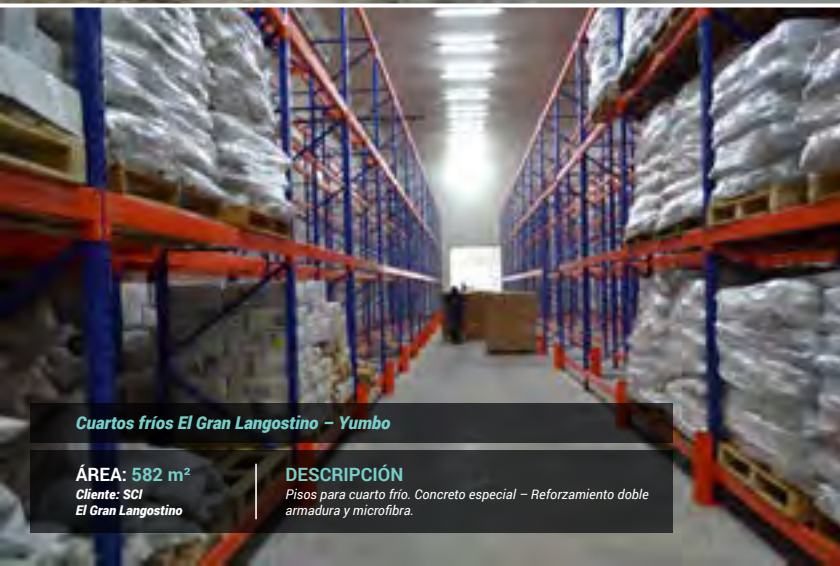 Cuartos fríos El Gran Langostino – Yumbo
ÁREA: 582 m²
Cliente: SCI
El Gran Langostino
DESCRIPCIÓN
Pisos para cuarto frío. Concreto especial – Reforzamiento doble
armadura y microfibra.